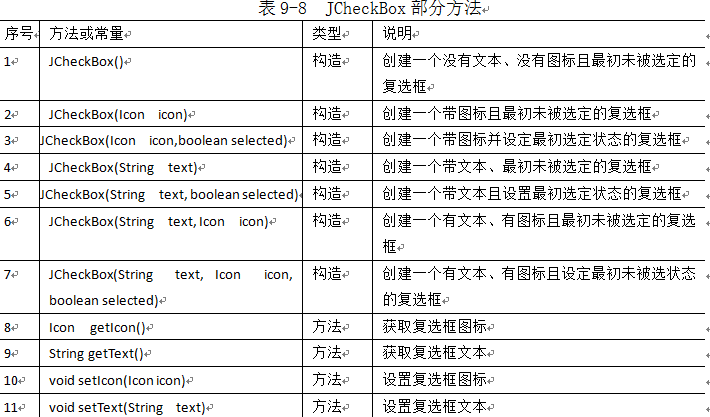 表 9-8 JCheckBox 部分方法
序号 方法或常量 类型 说明
1 JCheckBox() 构造 创建一个没有文本、没有图标且最初未被选定的
复选框
2 JCheckBox(Icon icon) 构造 创建一个带图标且最初未被选定的复选框
3 JCheckBox(Icon icon,boolean selected) 构造 创建一个带图标并设定最初选定状态的复选框
4 JCheckBox(String text) 构造 创建一个带文本、最初未被选定的复选框
5 JCheckBox(String text, boolean selected) 构造 创建一个带文本且设置最初选定状态的复选框
6 JCheckBox(String text, Icon icon) 构造 创建一个有文本、有图标且最初未被选定的复选
框
7 JCheckBox(String text, Icon icon, 构造 创建一个有文本、有图标且设定最初未被选状态
boolean selected) 的复选框
8 Icon getIcon() 方法 获取复选框图标
9 String getText() 方法 获取复选框文本
10 void setIcon(Icon icon) 方法 设置复选框图标
11 void setText(String text) 方法 设置复选框文本